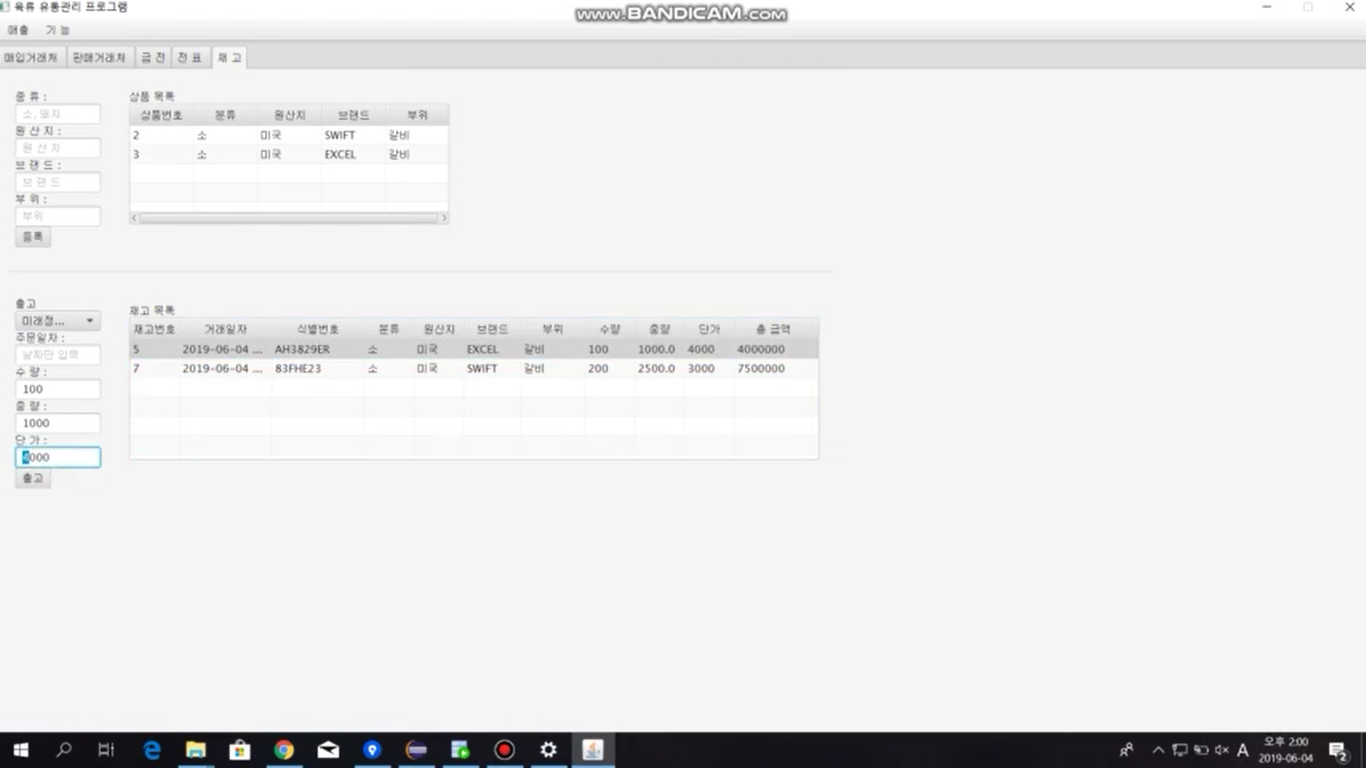 육류 유통관리 프로그램
www.BANDICAM.com
매출 기능
매입거래처 판매거래처 금 전 전 표 재 고
종 류 :
소, 돼지
원 산 지 :
원 산 지
브 랜 드 :
브 랜 드
부 위 :
부위
등록
상품 목록
상품번호 분류 원산지 브랜드 부위
2 소 미국 SWIFT 갈비
3 소 미국 EXCEL 갈비
출고
미래정...
주문일자 :
날짜만 입력
수 량 :
100
중 량 :
1000
단 가 :
4000
출고
재고 목록
재고번호 거래일자 식별번호 분류 원산지 브랜드 부위 수량 중량 단가 총 금액
5 2019-06-04 ... AH3829ER 소 미국 EXCEL 갈비 100 1000.0 4000 4000000
7 2019-06-04 ... 83FHE23 소 미국 SWIFT 갈비 200 2500.0 3000 7500000
A 오후 2:00
2019-06-04
2